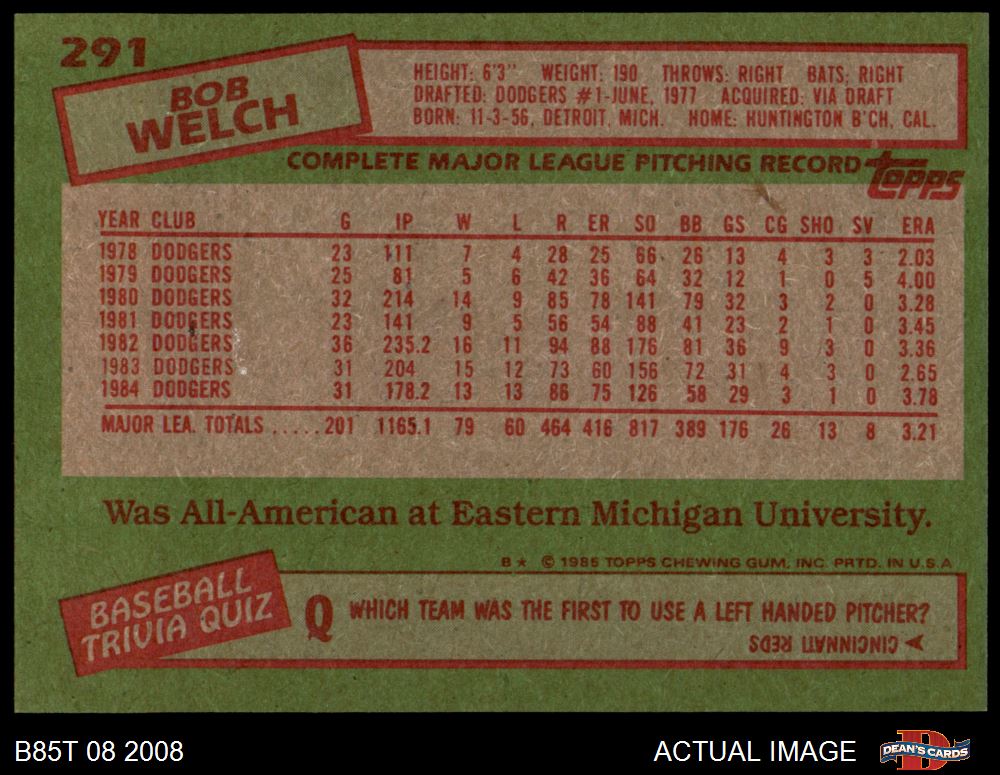 291
BOB
WELCH
HEIGHT: 6'3" WEIGHT: 190 THROWS: RIGHT BATS: RIGHT
DRAFTED: DODGERS #1-JUNE, 1977 ACQUIRED: VIA DRAFT
BORN: 11-3-56, DETROIT, MICH. HOME: HUNTINGTON B'CH, CAL.
COMPLETE MAJOR LEAGUE PITCHING RECORD
topps
YEAR CLUB G IP W L R ER SO BB GS CG SHO SV ERA
1978 DODGERS 23 111 7 4 28 25 66 26 13 4 3 3 2.03
1979 DODGERS 25 81 5 6 42 36 64 32 12 1 0 5 4.00
1980 DODGERS 32 214 14 9 85 78 141 79 32 3 2 0 3.28
1981 DODGERS 23 141 9 5 56 54 88 41 23 2 1 0 3.45
1982 DODGERS 36 235.2 16 11 94 88 176 81 36 9 3 0 3.36
1983 DODGERS 31 204 15 12 73 60 156 72 31 4 3 0 2.65
1984 DODGERS 31 178.2 13 13 86 75 126 58 29 3 1 0 3.78
MAJOR LEA. TOTALS ..... 201 1165.1 79 60 464 416 817 389 176 26 13 8 3.21
Was All-American at Eastern Michigan University.
B★ © 1985 TOPPS CHEWING GUM, INC. PRTD. IN U.S.A.
BASEBALL
TRIVIA QUIZ
Q WHICH TEAM WAS THE FIRST TO USE A LEFT HANDED PITCHER?
CINCINNATI REDS
B85T 08 2008
ACTUAL IMAGE
D
DEAN'S CARDS